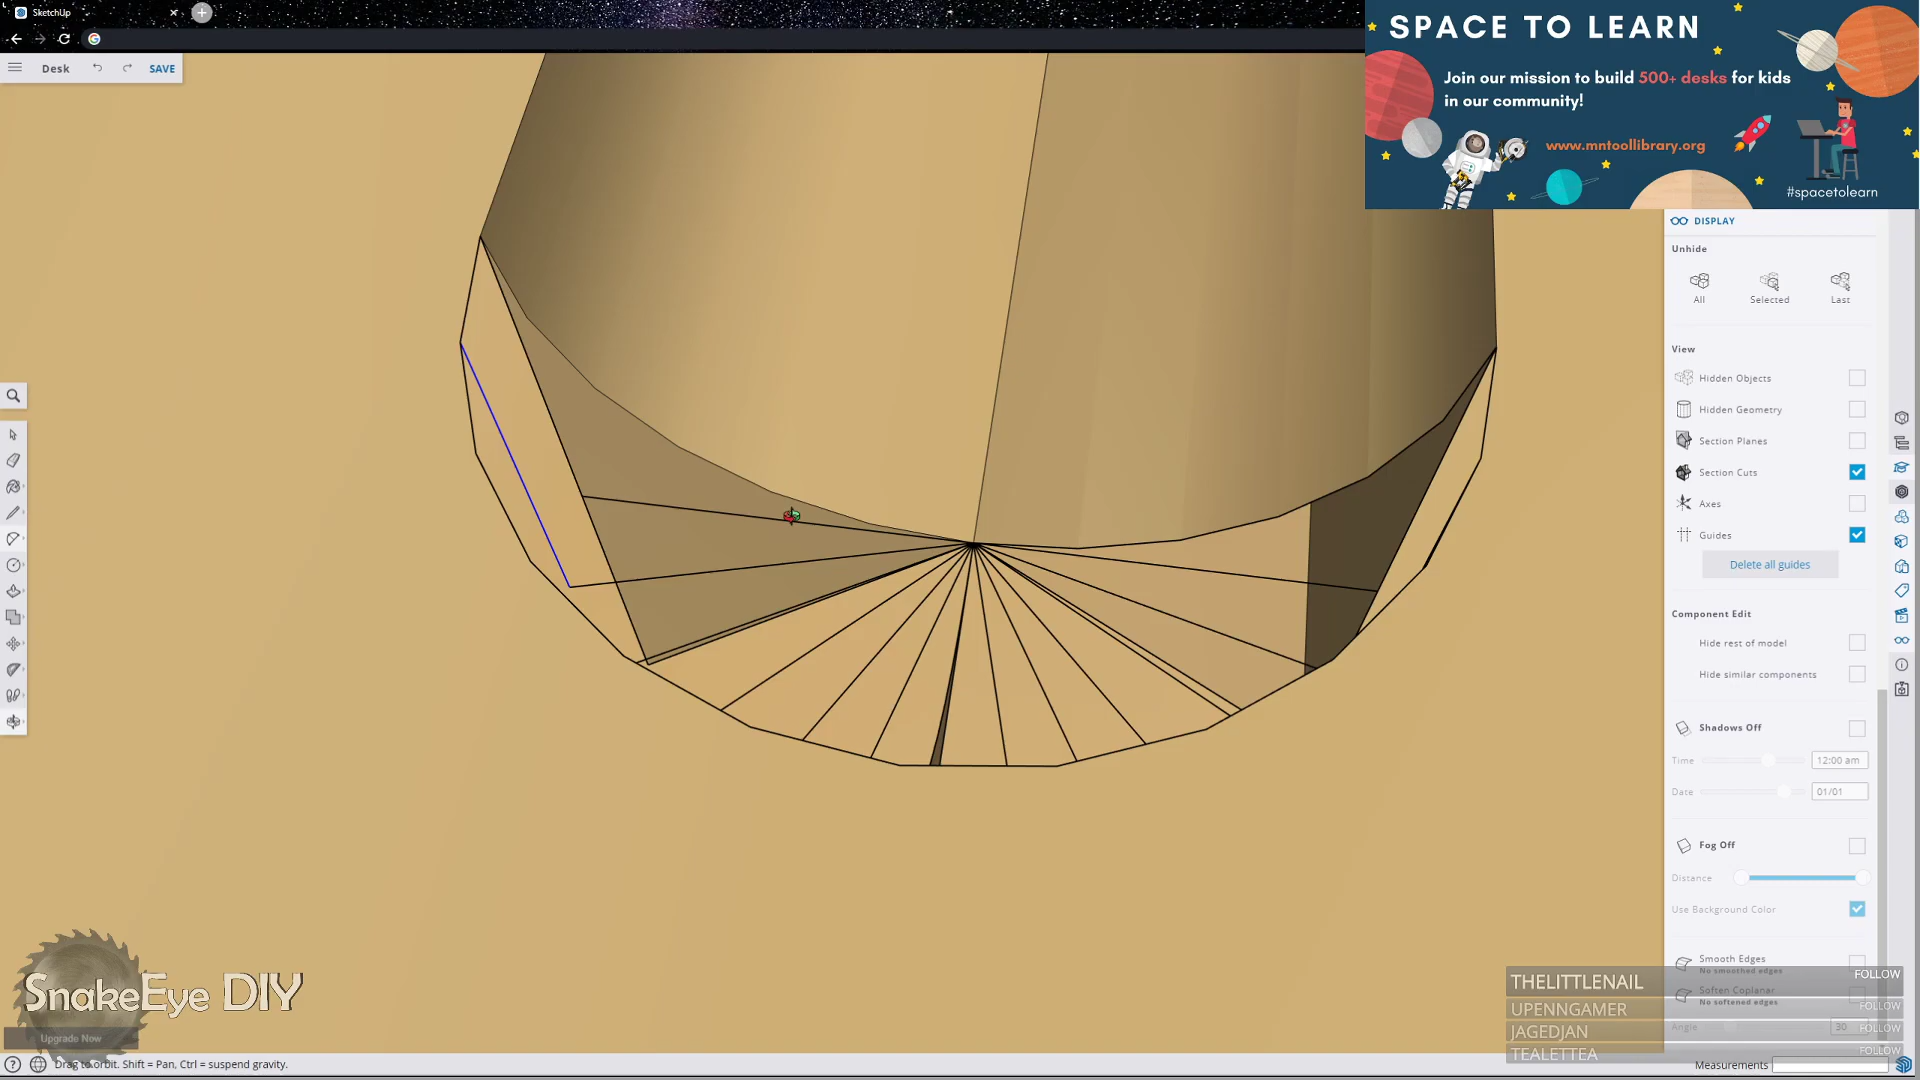 SketchUp
SPACE TO LEARN
Join our mission to build 500+ desks for kids
in our community!
www.mntoollibrary.org
#spacetolearn
Desk
SAVE
DISPLAY
Unhide
All
Selected
Last
View
Hidden Objects
Hidden Geometry
Section Planes
Section Cuts
Axes
Guides
Delete all guides
Component Edit
Hide rest of model
Hide similar components
Shadows Off
Time
12:00 am
Date
01/01
Fog Off
Distance
Use Background Color
Smooth Edges
No smoothed edges
Soften Coplanar
No softened edges
Angle
30
SnakeEye DIY
Upgrade Now
THELITTLENAIL
FOLLOW
UPENNGAMER
FOLLOW
JAGEDJAN
FOLLOW
TEALETTEA
FOLLOW
Drag to orbit. Shift = Pan, Ctrl = suspend gravity.
Measurements